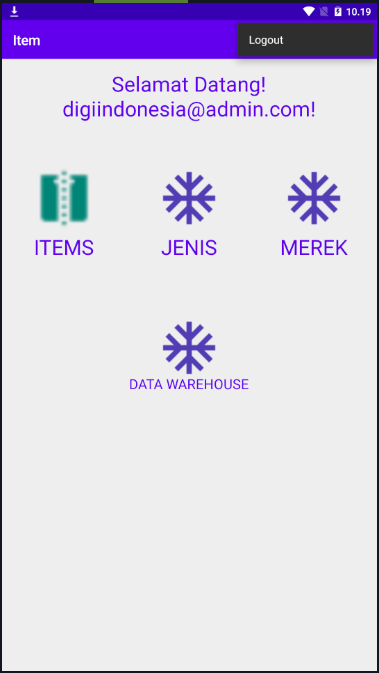 10.19
Item
Logout
Selamat Datang!
digiindonesia@admin.com!
ITEMS
JENIS
MEREK
DATA WAREHOUSE